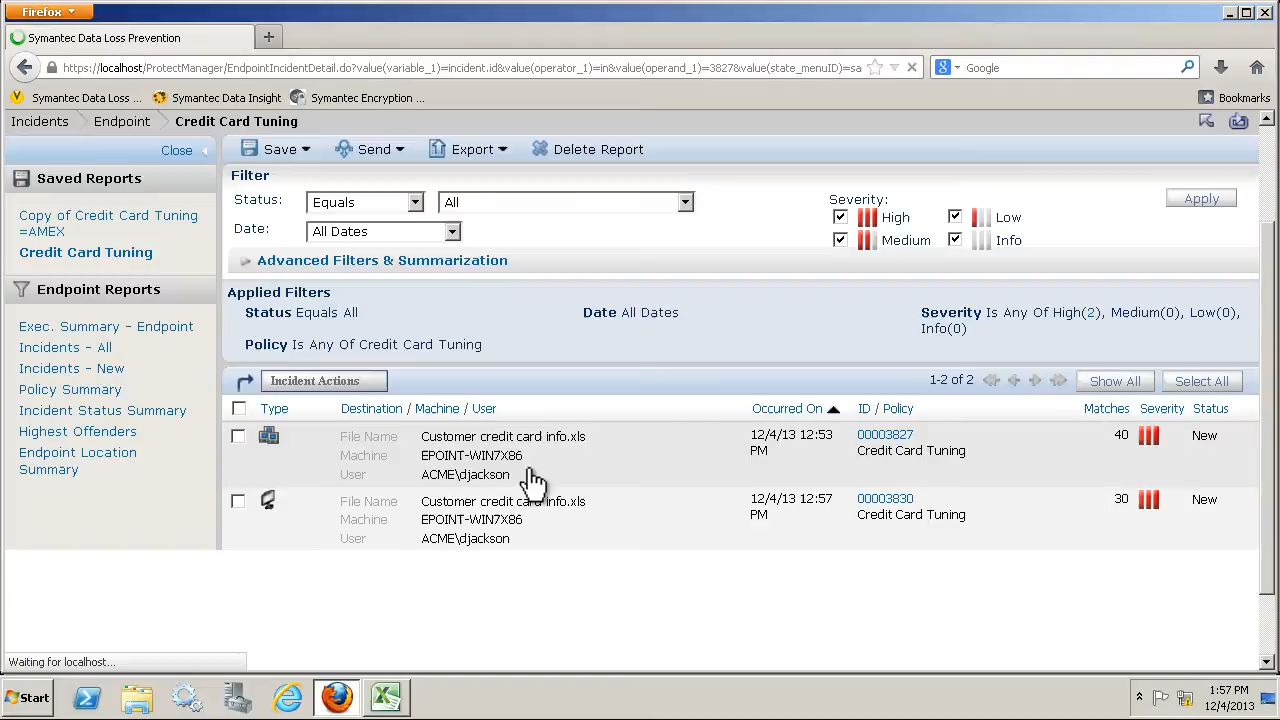 Firefox
Symantec Data Loss Prevention
https://localhost/ProtectManager/EndpointIncidentDetail.do?value(variable_1)=incident.id&value(operator_1)=in&value(operand_1)=3827&value(state_menuID)=sa
Google
Symantec Data Loss ... Symantec Data Insight Symantec Encryption ... Bookmarks
Incidents Endpoint Credit Card Tuning
Close
Save Send Export Delete Report
Saved Reports
Copy of Credit Card Tuning
=AMEX
Credit Card Tuning
Endpoint Reports
Exec. Summary - Endpoint
Incidents - All
Incidents - New
Policy Summary
Incident Status Summary
Highest Offenders
Endpoint Location
Summary
Filter
Status: Equals All
Date: All Dates
Severity:
High Low
Medium Info
Apply
Advanced Filters & Summarization
Applied Filters
Status Equals All Date All Dates Severity Is Any Of High(2), Medium(0), Low(0),
Info(0)
Policy Is Any Of Credit Card Tuning
Incident Actions 1-2 of 2 Show All Select All
Type Destination / Machine / User Occurred On ID / Policy Matches Severity Status
File Name Customer credit card info.xls 12/4/13 12:53 00003827 40 New
Machine EPOINT-WIN7X86 PM Credit Card Tuning
User ACME\djackson
File Name Customer credit card info.xls 12/4/13 12:57 00003830 30 New
Machine EPOINT-WIN7X86 PM Credit Card Tuning
User ACME\djackson
Waiting for localhost...
Start 1:57 PM
12/4/2013